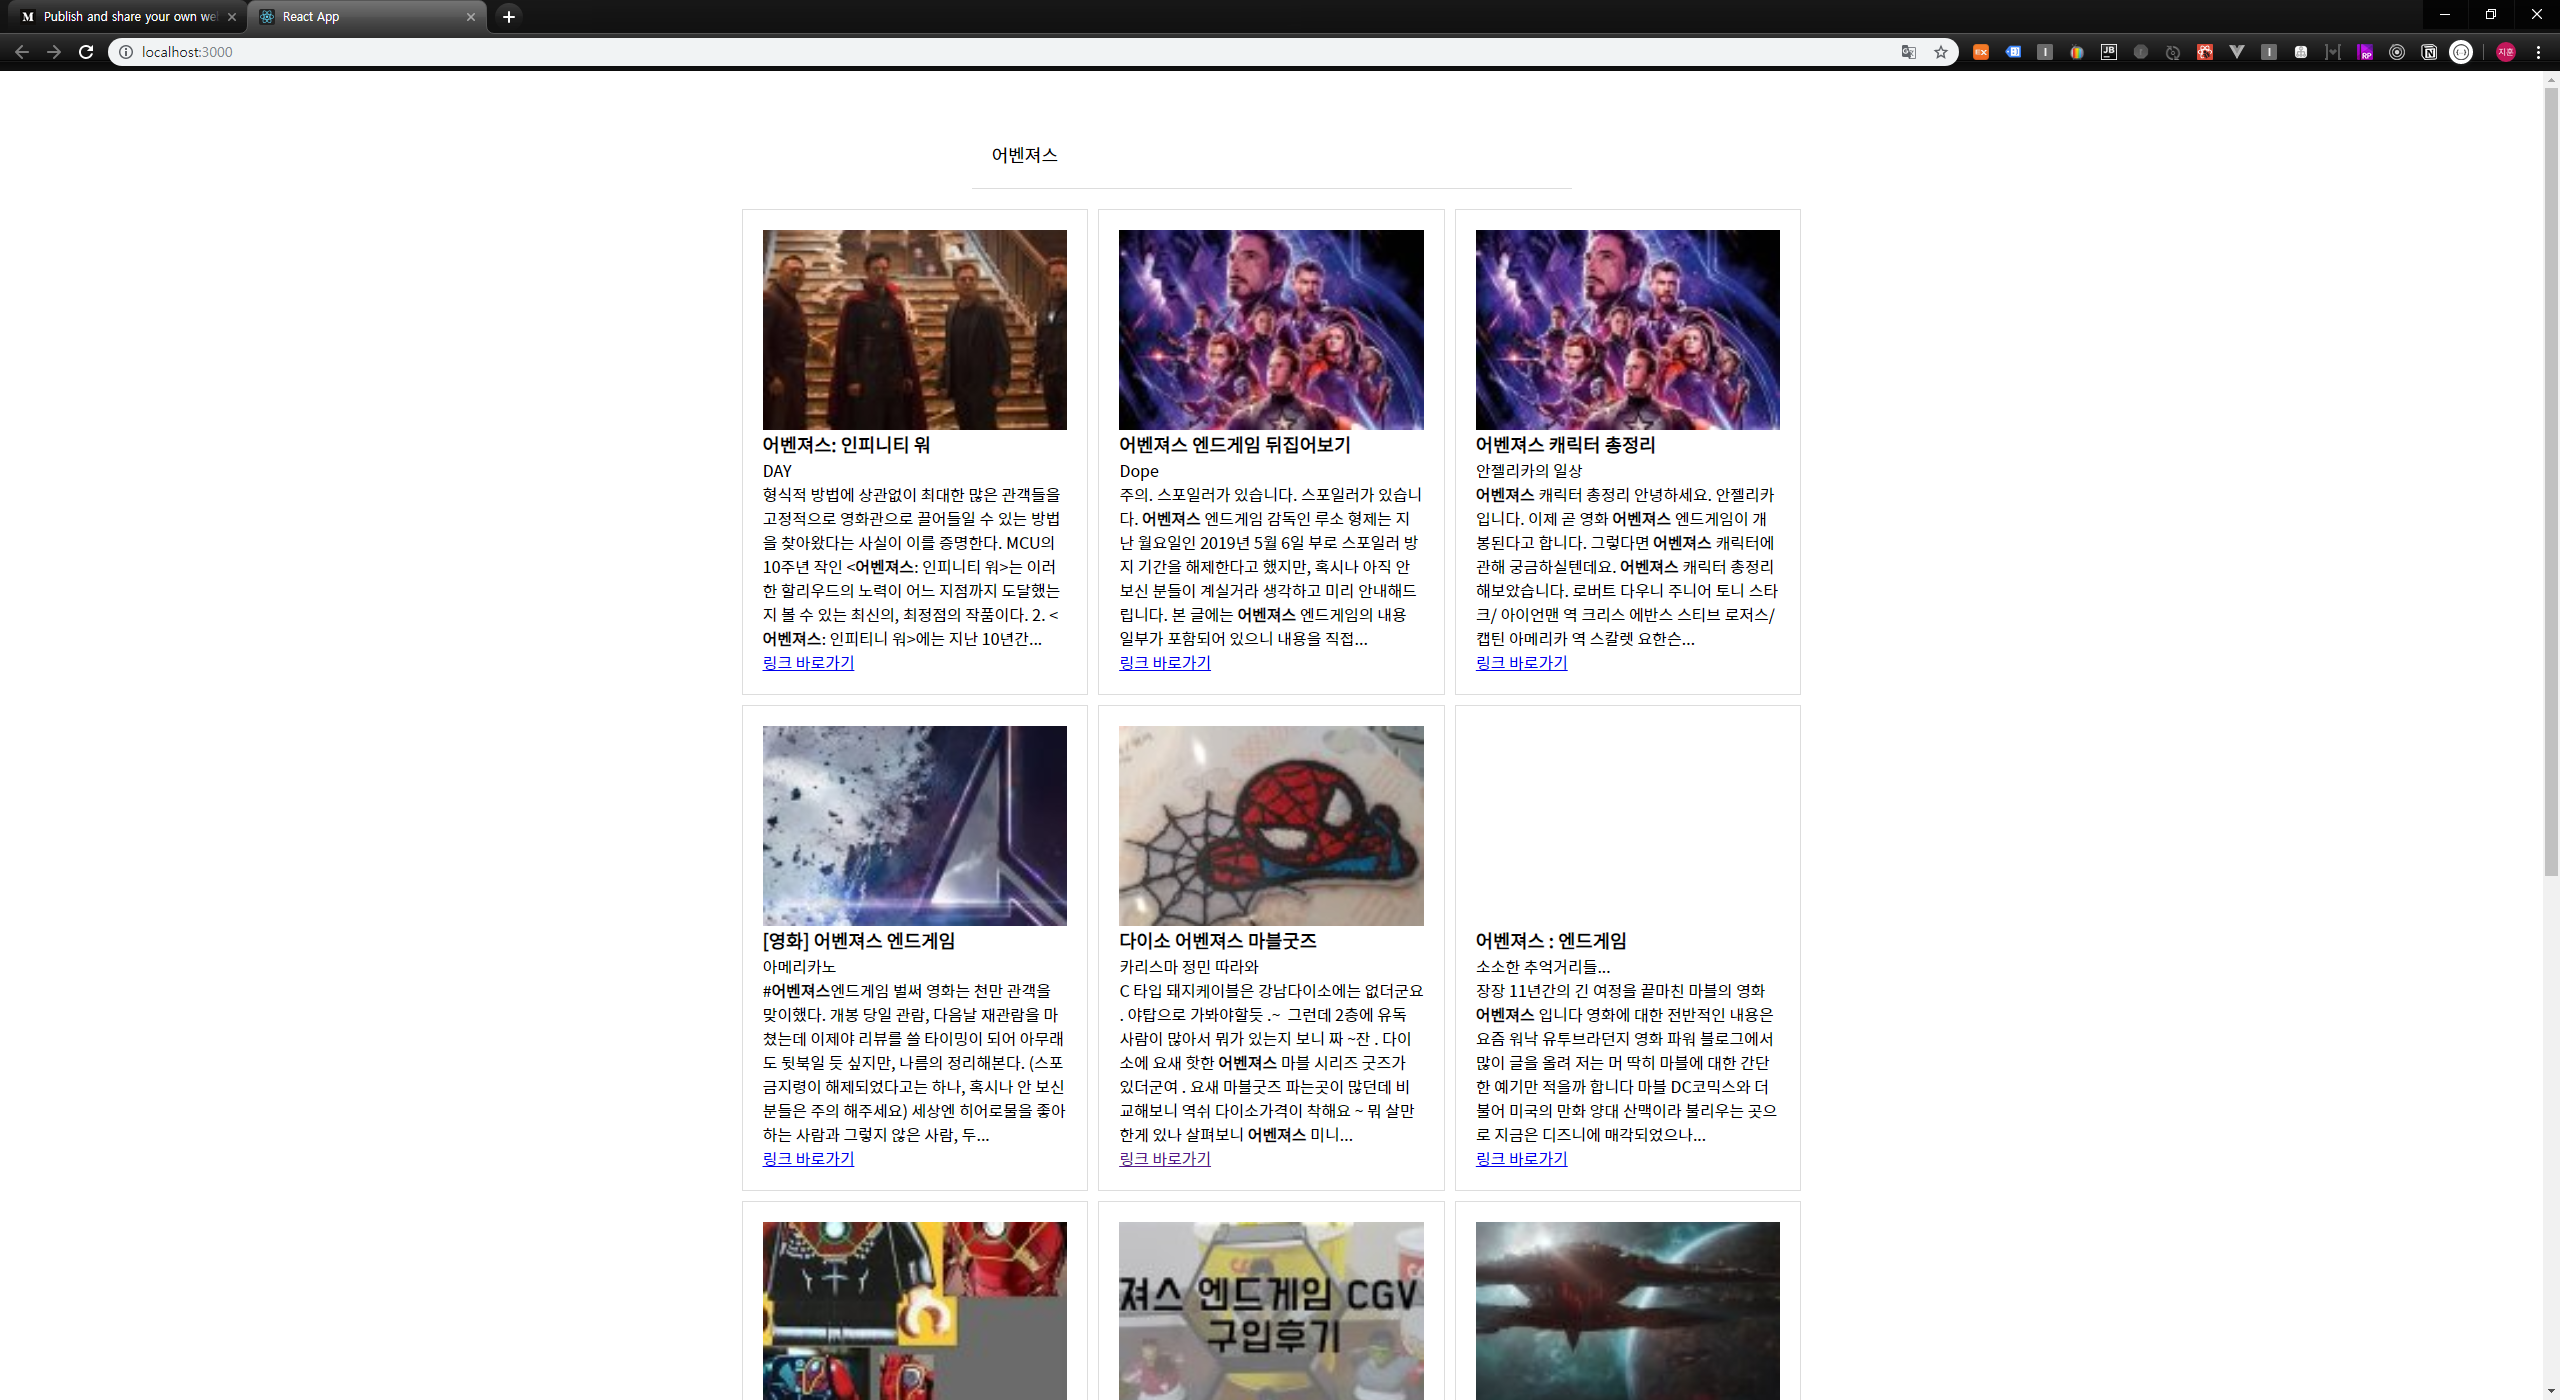 Publish and share your own we
React App
localhost:3000
어벤져스
어벤져스: 인피니티 워
DAY
형식적 방법에 상관없이 최대한 많은 관객들을
고정적으로 영화관으로 끌어들일 수 있는 방법
을 찾아왔다는 사실이 이를 증명한다. MCU의
10주년 작인 <어벤져스: 인피니티 워>는 이러
한 할리우드의 노력이 어느 지점까지 도달했는
지 볼 수 있는 최신의, 최정점의 작품이다. 2. <
어벤져스: 인피티니 워>에는 지난 10년간...
링크 바로가기
어벤져스 엔드게임 뒤집어보기
Dope
주의. 스포일러가 있습니다. 스포일러가 있습니
다. 어벤져스 엔드게임 감독인 루소 형제는 지
난 월요일인 2019년 5월 6일 부로 스포일러 방
지 기간을 해제한다고 했지만, 혹시나 아직 안
보신 분들이 계실거라 생각하고 미리 안내해드
립니다. 본 글에는 어벤져스 엔드게임의 내용
일부가 포함되어 있으니 내용을 직접...
링크 바로가기
어벤져스 캐릭터 총정리
안젤리카의 일상
어벤져스 캐릭터 총정리 안녕하세요. 안젤리카
입니다. 이제 곧 영화 어벤져스 엔드게임이 개
봉된다고 합니다. 그렇다면 어벤져스 캐릭터에
관해 궁금하실텐데요. 어벤져스 캐릭터 총정리
해보았습니다. 로버트 다우니 주니어 토니 스타
크/ 아이언맨 역 크리스 에반스 스티브 로저스/
캡틴 아메리카 역 스칼렛 요한슨...
링크 바로가기
[영화] 어벤져스 엔드게임
아메리카노
#어벤져스엔드게임 벌써 영화는 천만 관객을
맞이했다. 개봉 당일 관람, 다음날 재관람을 마
쳤는데 이제야 리뷰를 쓸 타이밍이 되어 아무래
도 뒷북일 듯 싶지만, 나름의 정리해본다. (스포
금지령이 해제되었다고는 하나, 혹시나 안 보신
분들은 주의 해주세요) 세상엔 히어로물을 좋아
하는 사람과 그렇지 않은 사람, 두...
링크 바로가기
다이소 어벤져스 마블굿즈
카리스마 정민 따라와
C 타입 돼지케이블은 강남다이소에는 없더군요
. 야탑으로 가봐야할듯 .~ 그런데 2층에 유독
사람이 많아서 뭐가 있는지 보니 짜 ~잔 . 다이
소에 요새 핫한 어벤져스 마블 시리즈 굿즈가
있더군여 . 요새 마블굿즈 파는곳이 많던데 비
교해보니 역쉬 다이소가격이 착해요 ~ 뭐 살만
한게 있나 살펴보니 어벤져스 미니...
링크 바로가기
어벤져스 : 엔드게임
소소한 추억거리들...
장장 11년간의 긴 여정을 끝마친 마블의 영화
어벤져스 입니다 영화에 대한 전반적인 내용은
요즘 워낙 유투브라던지 영화 파워 블로그에서
많이 글을 올려 저는 머 딱히 마블에 대한 간단
한 예기만 적을까 합니다 마블 DC코믹스와 더
불어 미국의 만화 양대 산맥이라 불리우는 곳으
로 지금은 디즈니에 매각되었으나...
링크 바로가기
져스 엔드게임 CGV
구입후기